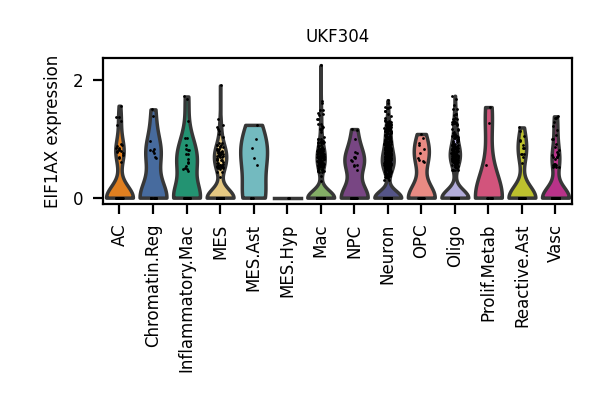 UKF304
EIF1AX expression
2
0
AC
Chromatin.Reg
Inflammatory.Mac
MES
MES.Ast
MES.Hyp
Mac
NPC
Neuron
OPC
Oligo
Prolif.Metab
Reactive.Ast
Vasc